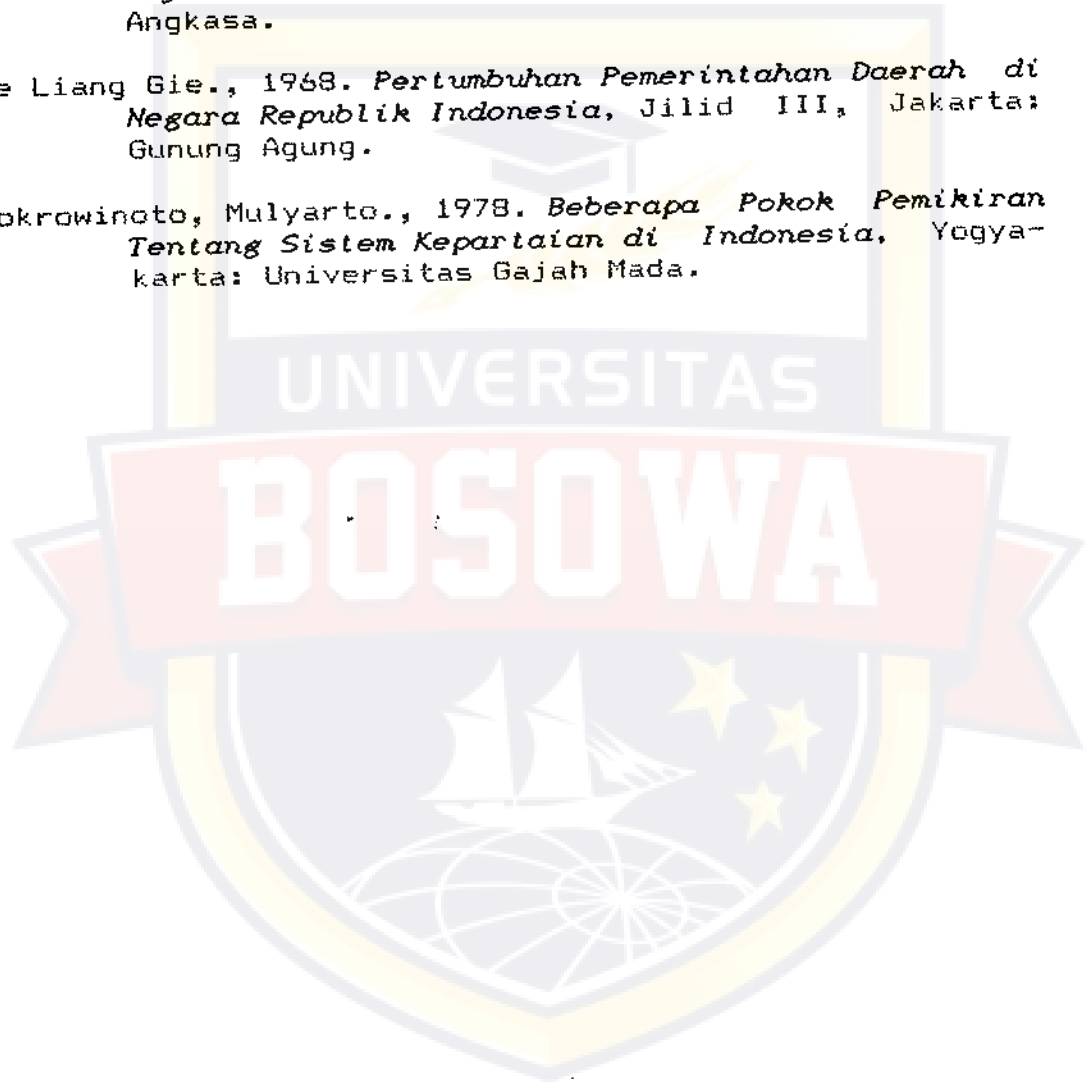 Angkasa.
e Liang Gie., 1968. Pertumbuhan Pemerintahan Daerah di
Negara Republik Indonesia, Jilid III, Jakarta:
Gunung Agung.
okrowinoto, Mulyarto., 1978. Beberapa Pokok Pemikiran
Tentang Sistem Kepartaian di Indonesia, Yogya-
karta: Universitas Gajah Mada.
UNIVERSITAS
BOSOWA